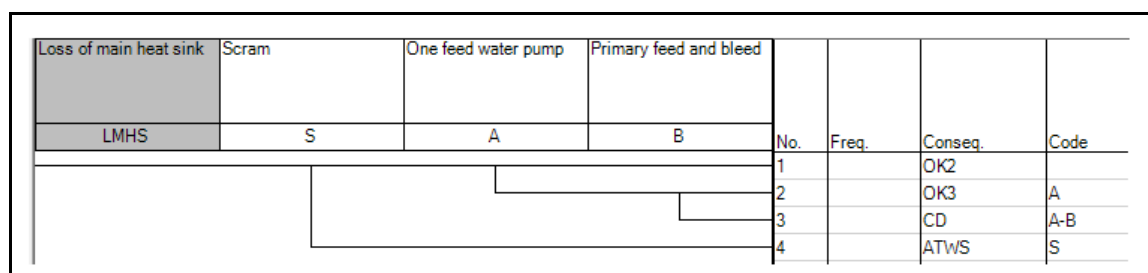 Loss of main heat sink Scram One feed water pump Primary feed and bleed
LMHS S A B No. Freq. Conseq. Code
1 OK2
2 OK3 A
3 CD A-B
4 ATWS S